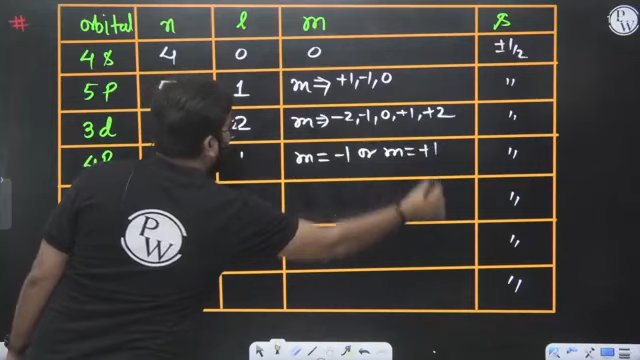 # orbital n l m s
4s 4 0 0 ±1/2
5p 1 m ⇒ +1, -1, 0 "
3d 2 m ⇒ -2, -1, 0, +1, +2 "
m = -1 or m = +1 "
"
"
"
PW